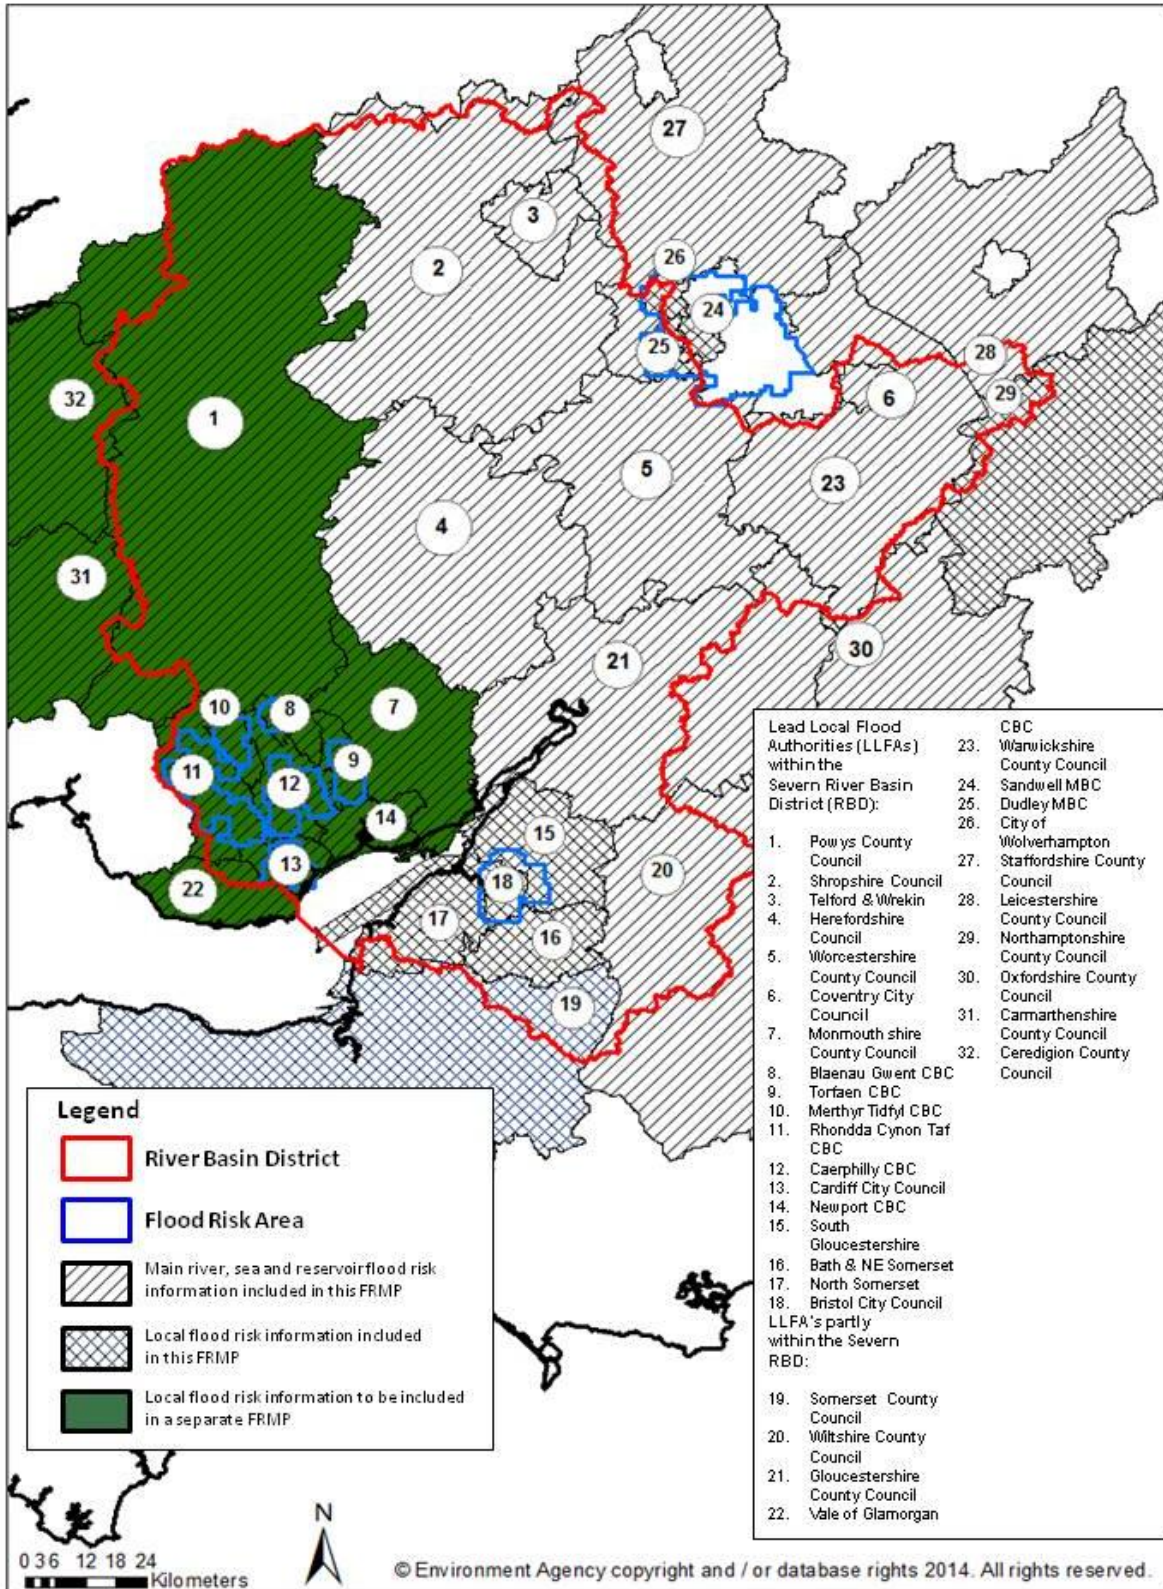 27
3
2
26
24
25
28
29
6
32
1
5
23
4
31
30
21
10
8
7
9
11
12
14
15
13
22
18
20
17
16
19
Lead Local Flood
Authorities (LLFAs)
within the
Severn River Basin
District (RBD):
1. Powys County
Council
2. Shropshire Council
3. Telford & Wrekin
4. Herefordshire
Council
5. Worcestershire
County Council
6. Coventry City
Council
7. Monmouth shire
County Council
8. Blaenau Gwent CBC
9. Torfaen CBC
10. Merthyr Tidfyl CBC
11. Rhondda Cynon Taf
CBC
12. Caerphilly CBC
13. Cardiff City Council
14. Newport CBC
15. South
Gloucestershire
16. Bath & NE Somerset
17. North Somerset
18. Bristol City Council
LLFA's partly
within the Severn
RBD:
19. Somerset County
Council
20. Wiltshire County
Council
21. Gloucestershire
County Council
22. Vale of Glamorgan
CBC
23. Warwickshire
County Council
24. Sandwell MBC
25. Dudley MBC
26. City of
Wolverhampton
27. Staffordshire County
Council
28. Leicestershire
County Council
29. Northamptonshire
County Council
30. Oxfordshire County
Council
31. Carmarthenshire
County Council
32. Ceredigion County
Council
Legend
River Basin District
Flood Risk Area
Main river, sea and reservoir flood risk
information included in this FRMP
Local flood risk information included
in this FRMP
Local flood risk information to be included
in a separate FRMP
N
0 3 6 12 18 24
Kilometers
© Environment Agency copyright and / or database rights 2014. All rights reserved.